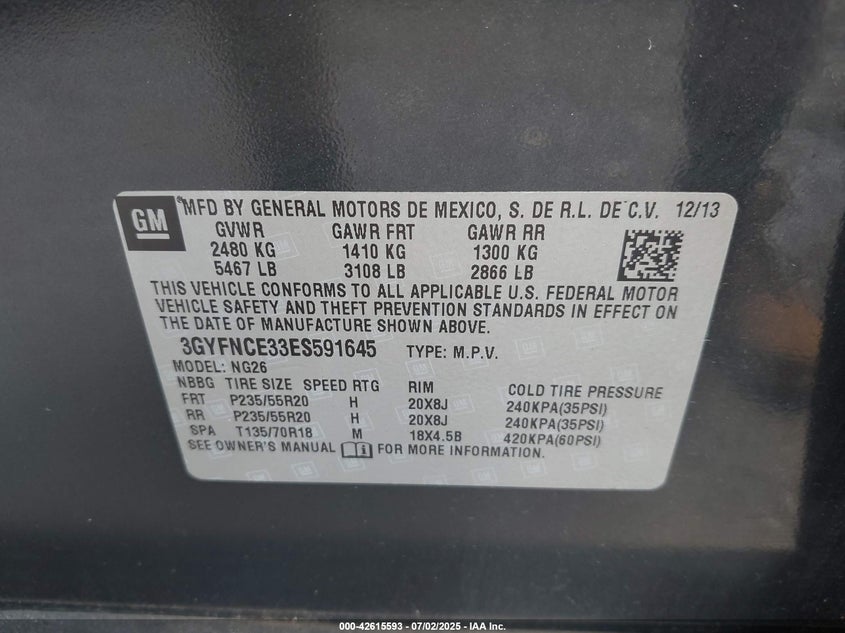 GM
MFD BY GENERAL MOTORS DE MEXICO, S. DE R.L. DE C.V. 12/13
GVWR GAWR FRT GAWR RR
2480 KG 1410 KG 1300 KG
5467 LB 3108 LB 2866 LB
THIS VEHICLE CONFORMS TO ALL APPLICABLE U.S. FEDERAL MOTOR
VEHICLE SAFETY AND THEFT PREVENTION STANDARDS IN EFFECT ON
THE DATE OF MANUFACTURE SHOWN ABOVE.
3GYFNCE33ES591645 TYPE: M.P.V.
MODEL: NG26
NBBG TIRE SIZE SPEED RTG RIM COLD TIRE PRESSURE
FRT P235/55R20 H 20X8J 240KPA(35PSI)
RR P235/55R20 H 20X8J 240KPA(35PSI)
SPA T135/70R18 M 18X4.5B 420KPA(60PSI)
SEE OWNER'S MANUAL FOR MORE INFORMATION.
000-42615593 - 07/02/2025 - IAA Inc.